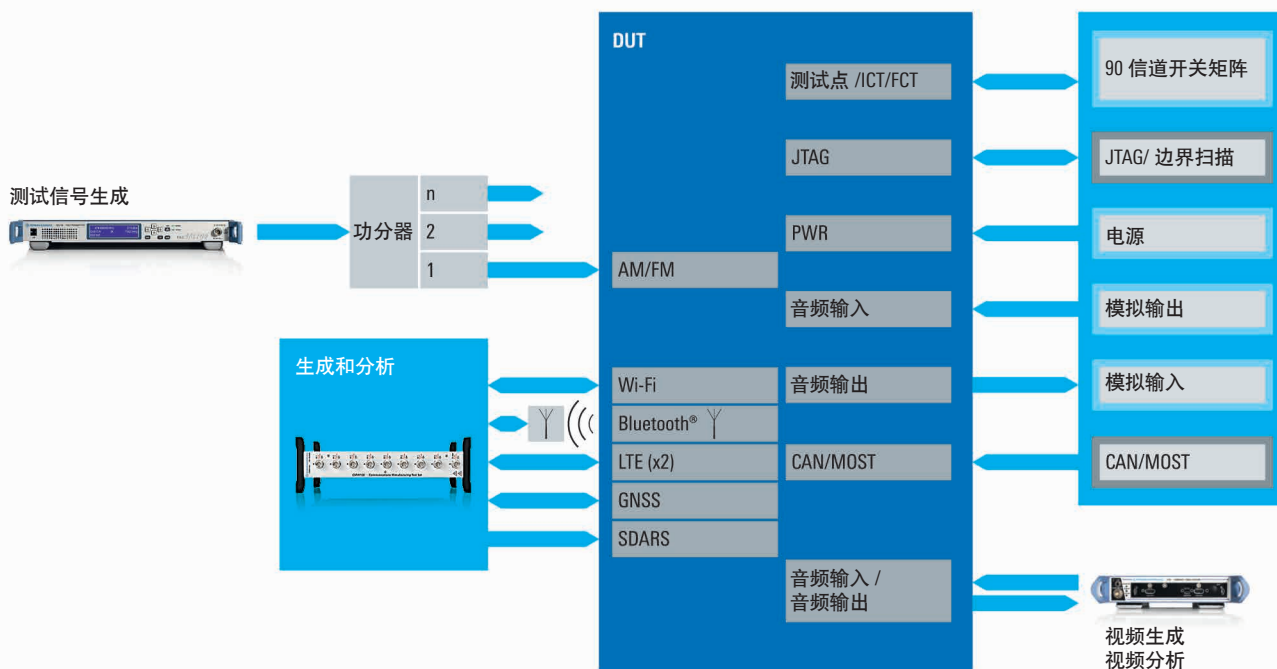 DUT
测试点 /ICT/FCT
90 信道开关矩阵
JTAG
JTAG/ 边界扫描
测试信号生成
功分器
n
2
1
PWR
电源
AM/FM
音频输入
模拟输出
生成和分析
Wi-Fi
音频输出
模拟输入
Bluetooth®
LTE (x2)
CAN/MOST
CAN/MOST
GNSS
SDARS
音频输入 /
音频输出
视频生成
视频分析